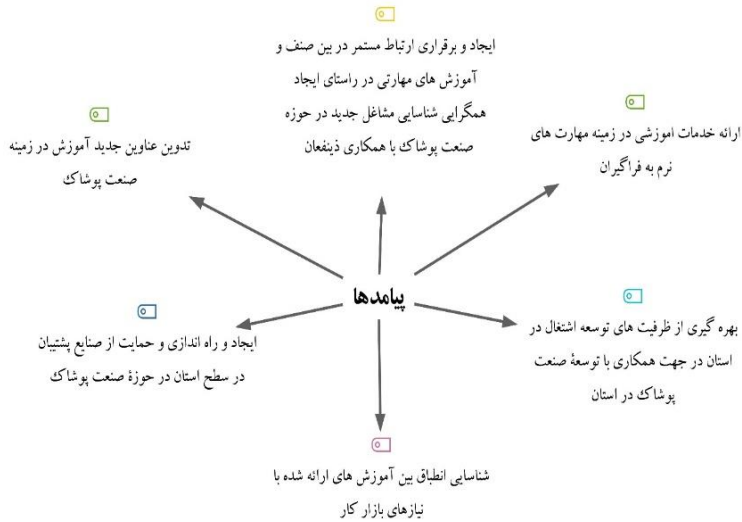 ایجاد و برقراری ارتباط مستمر در بین صنف و
آموزش های مهارتی در راستای ایجاد
همگرایی شناسایی مشاغل جدید در حوزه
صنعت پوشاک با همکاری ذینفعان
ارائه خدمات اموزشی در زمینه مهارت های
نرم به فراگیران
تدوین عناوین جدید آموزش در زمینه
صنعت پوشاک
پیامدها
بهره گیری از ظرفیت های توسعه اشتغال در
استان در جهت همکاری با توسعۀ صنعت
پوشاک در استان
ایجاد و راه اندازی و حمایت از صنایع پشتیبان
در سطح استان در حوزۀ صنعت پوشاک
شناسایی انطباق بین آموزش های ارائه شده با
نیازهای بازار کار